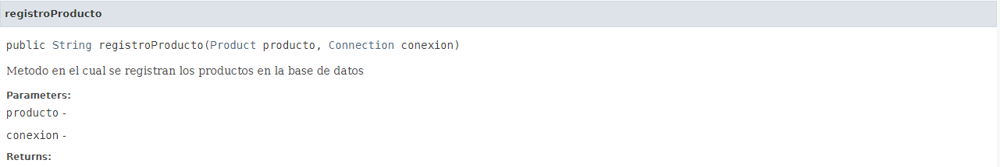 registroProducto
public String registroProducto(Product producto, Connection conexion)
Metodo en el cual se registran los productos en la base de datos
Parameters:
producto -
conexion -
Returns: